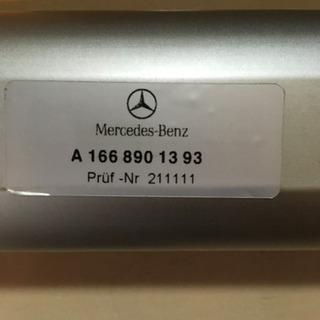 Mercedes-Benz
A 166 890 13 93
Prüf -Nr 211111